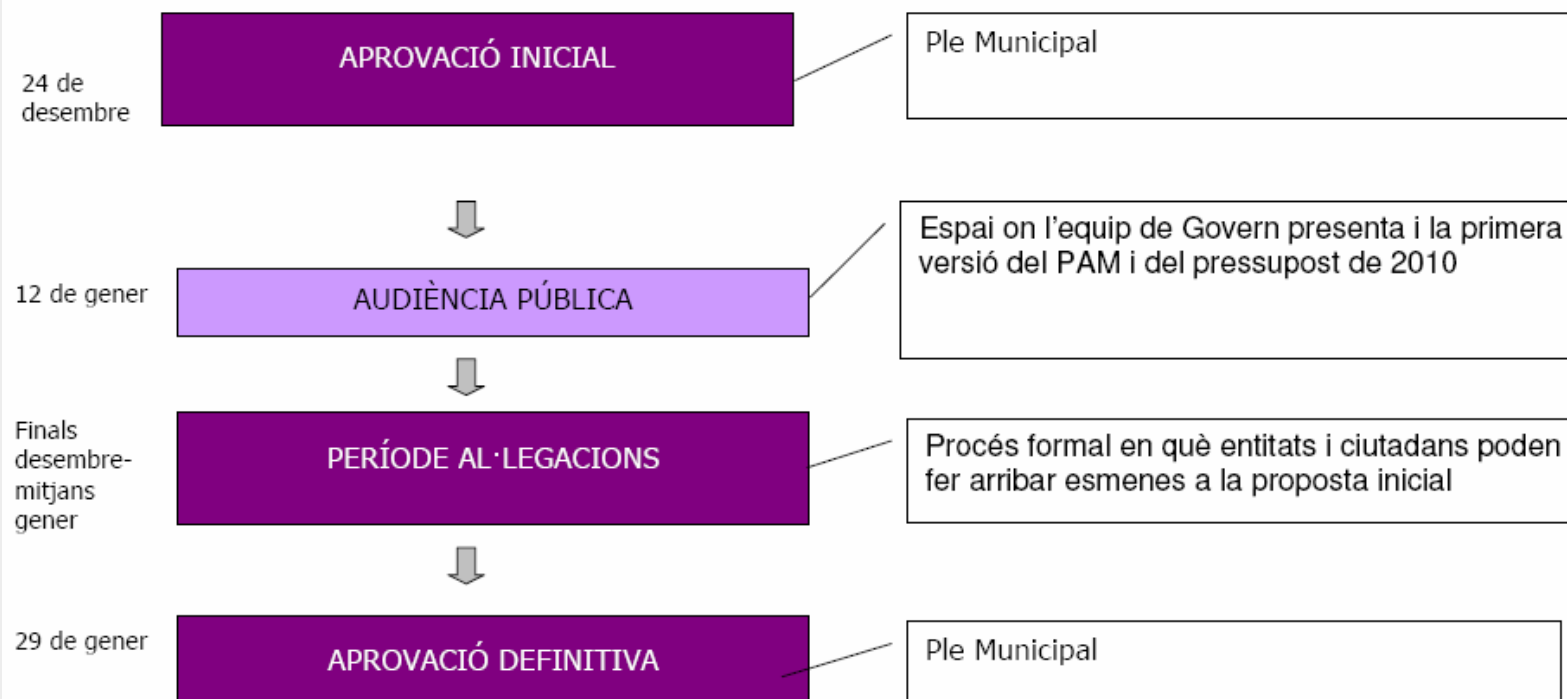 24 de
desembre
APROVACIÓ INICIAL
Ple Municipal
12 de gener
AUDIÈNCIA PÚBLICA
Espai on l'equip de Govern presenta i la primera
versió del PAM i del pressupost de 2010
Finals
desembre-
mitjans
gener
PERÍODE AL·LEGACIONS
Procés formal en què entitats i ciutadans poden
fer arribar esmenes a la proposta inicial
29 de gener
APROVACIÓ DEFINITIVA
Ple Municipal